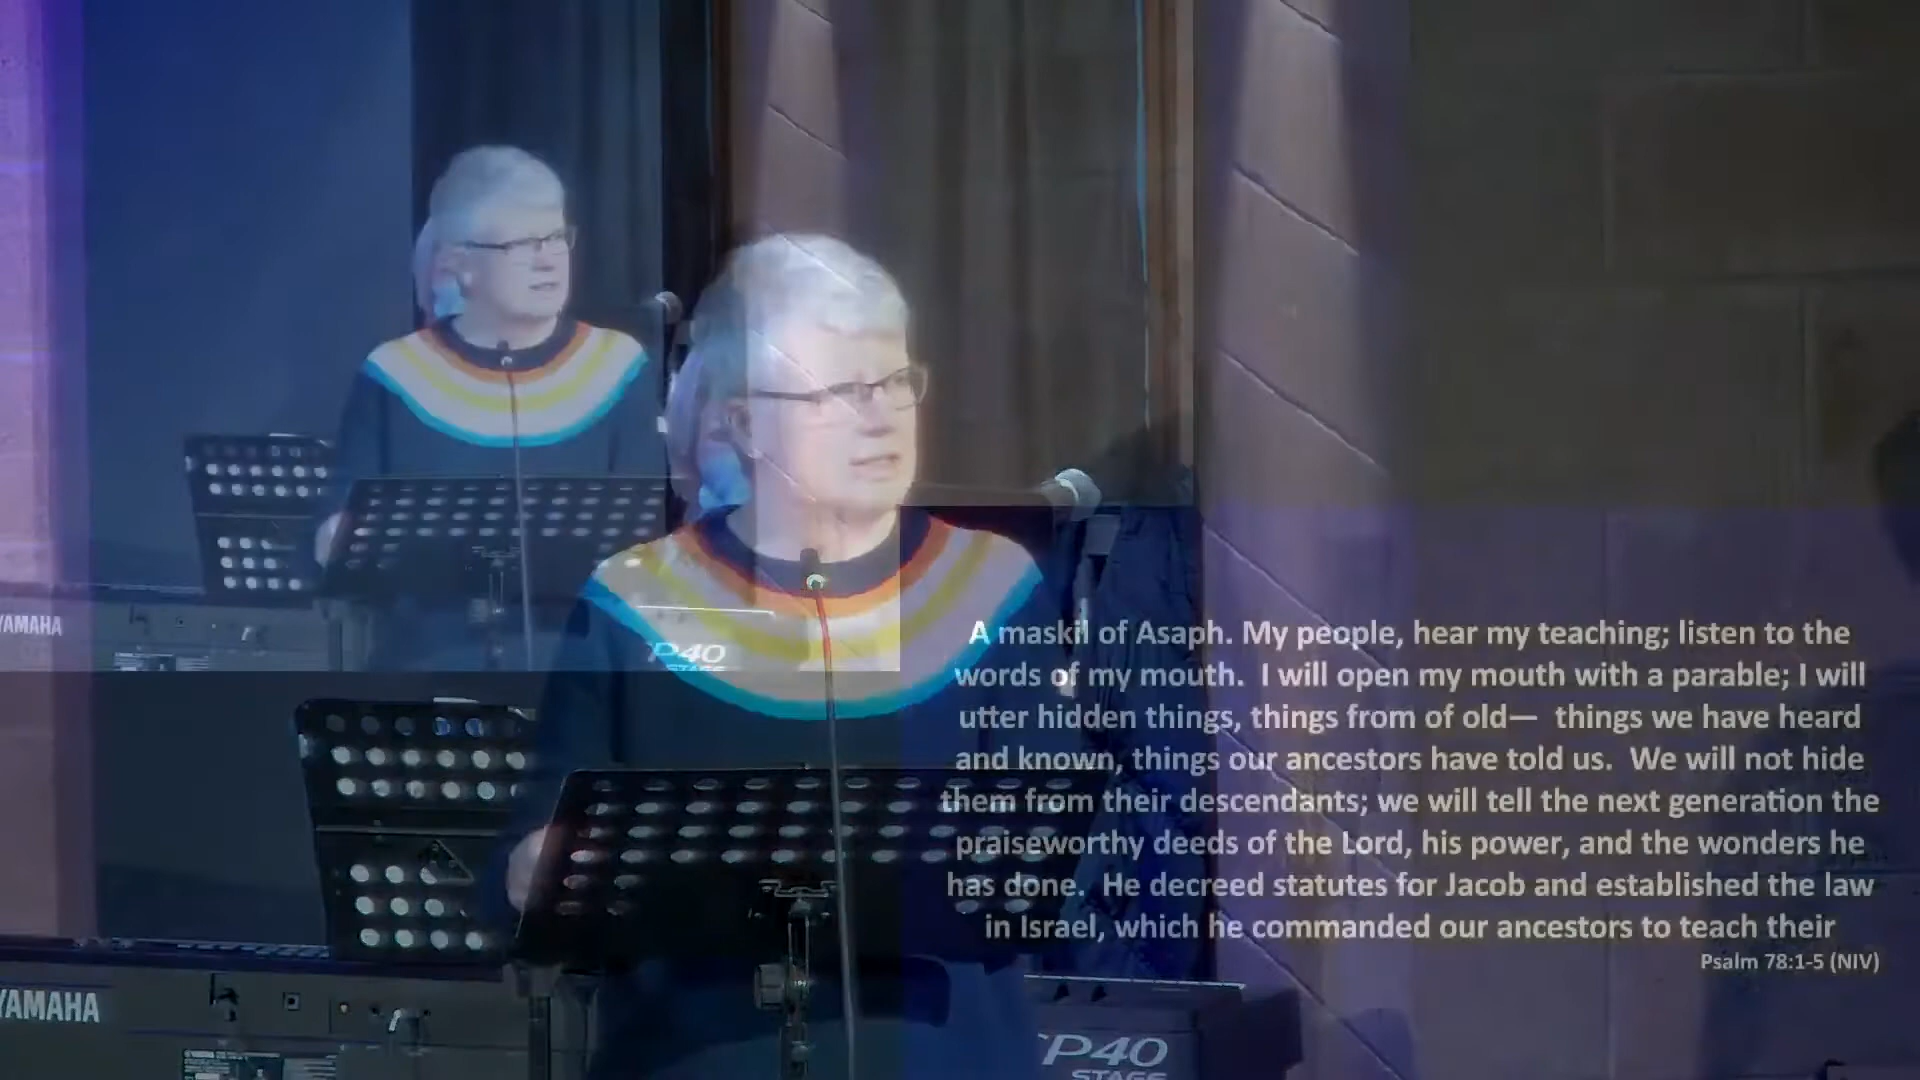 YAMAHA
P40
STAGE
A maskil of Asaph. My people, hear my teaching; listen to the
words of my mouth.  I will open my mouth with a parable; I will
utter hidden things, things from of old—  things we have heard
and known, things our ancestors have told us.  We will not hide
them from their descendants; we will tell the next generation the
praiseworthy deeds of the Lord, his power, and the wonders he
has done.  He decreed statutes for Jacob and established the law
in Israel, which he commanded our ancestors to teach their
Psalm 78:1-5 (NIV)
YAMAHA
CP40
STAGE